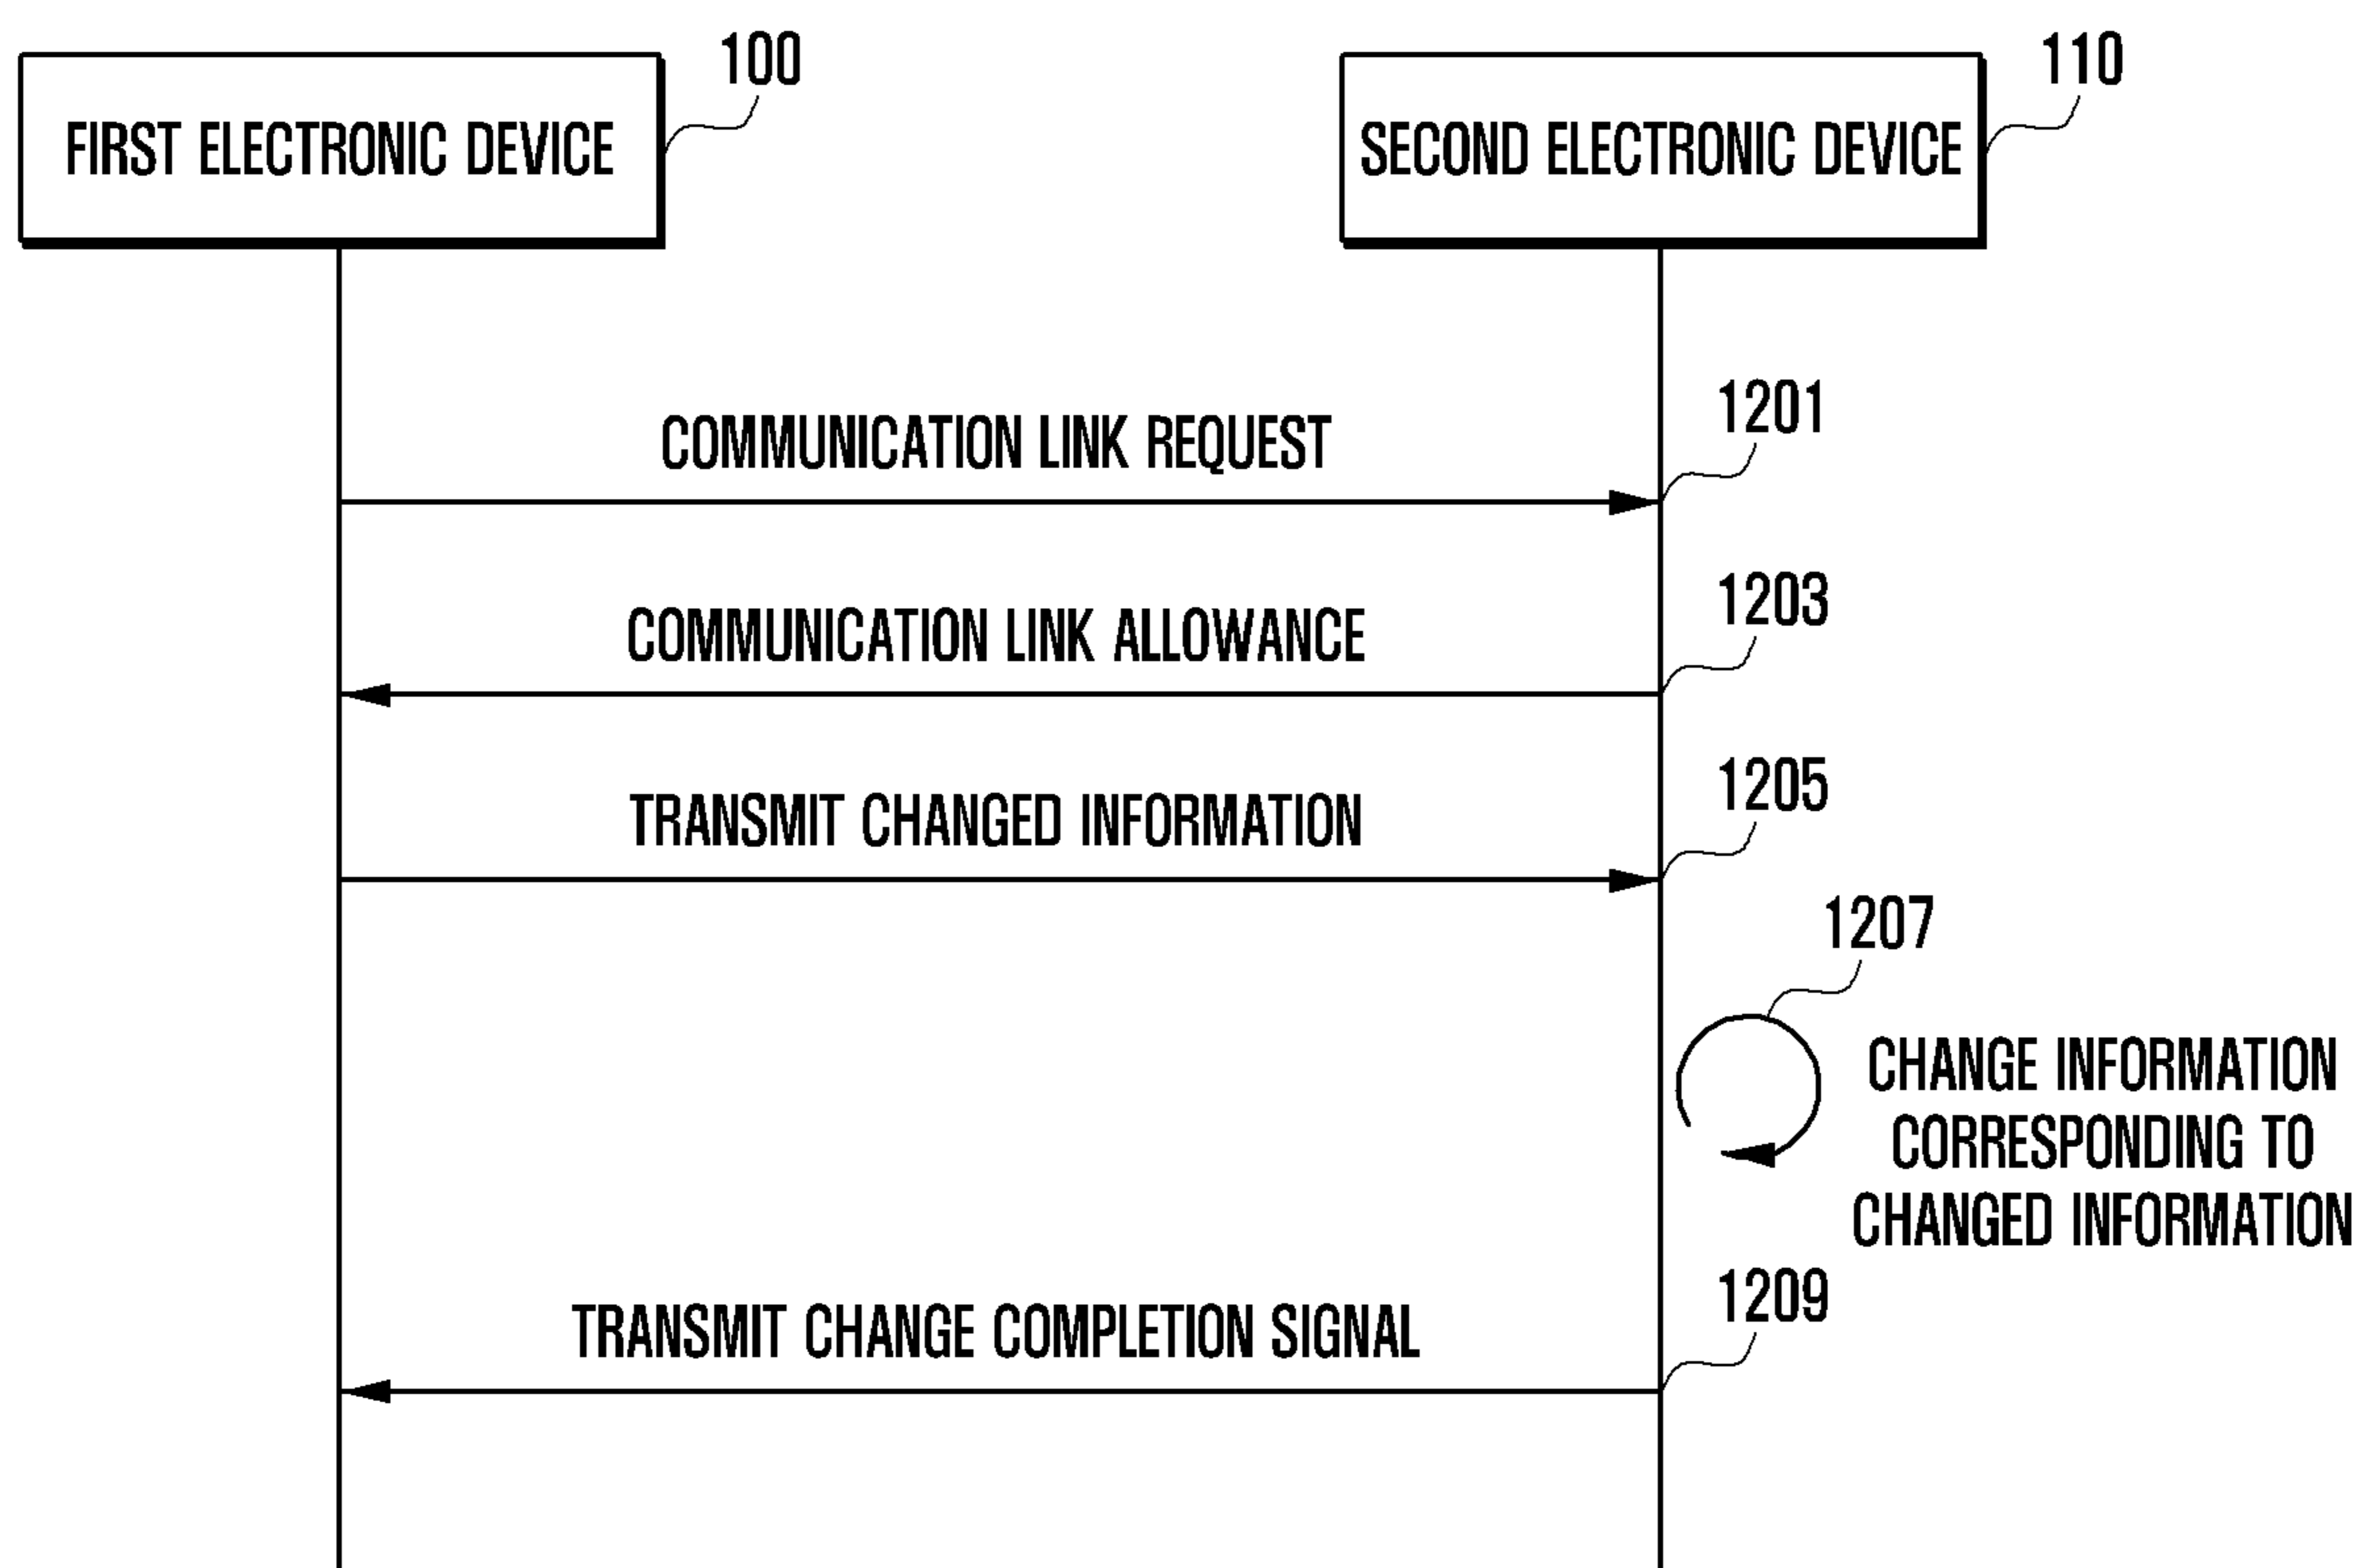 100
110
FIRST ELECTRONIC DEVICE
SECOND ELECTRONIC DEVICE
1201
COMMUNICATION LINK REQUEST
1203
COMMUNICATION LINK ALLOWANCE
1205
TRANSMIT CHANGED INFORMATION
1207
CHANGE INFORMATION
CORRESPONDING TO
CHANGED INFORMATION
1209
TRANSMIT CHANGE COMPLETION SIGNAL